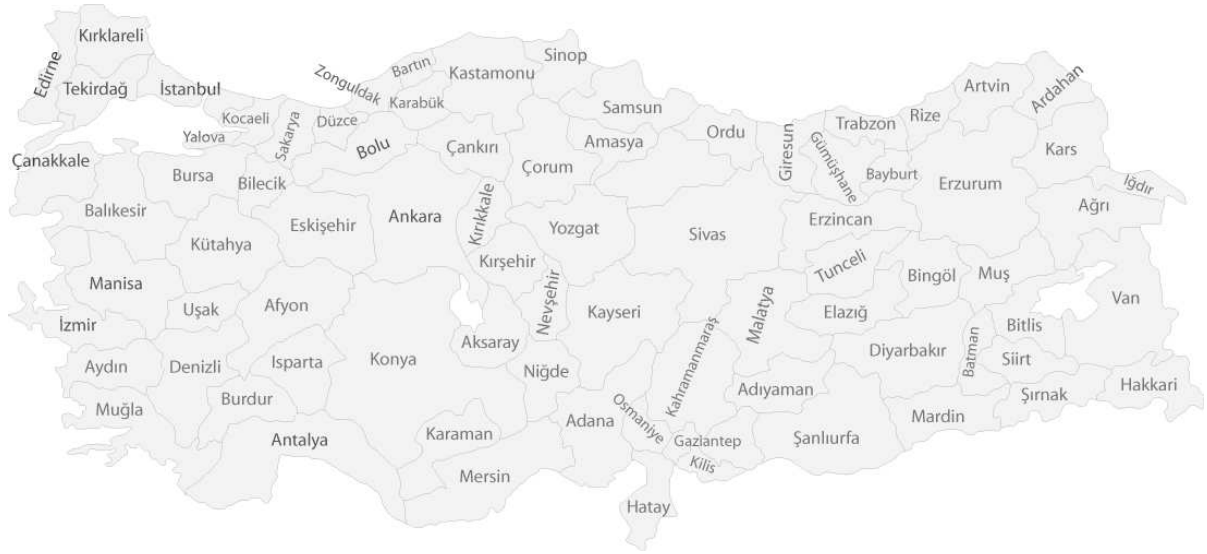 Kırklareli
Edirne
Tekirdağ
İstanbul
Kocaeli
Yalova
Sakarya
Düzce
Zonguldak
Bartın
Karabük
Kastamonu
Sinop
Samsun
Amasya
Ordu
Giresun
Gümüşhane
Trabzon
Rize
Artvin
Ardahan
Bayburt
Kars
Iğdır
Ağrı
Erzurum
Erzincan
Çanakkale
Bursa
Bilecik
Bolu
Çankırı
Çorum
Balıkesir
Kütahya
Eskişehir
Ankara
Kırıkkale
Yozgat
Sivas
Kırşehir
Nevşehir
Kayseri
Malatya
Tunceli
Bingöl
Muş
Elazığ
Van
Manisa
Uşak
Afyon
İzmir
Aydın
Denizli
Isparta
Konya
Aksaray
Niğde
Kahramanmaraş
Adıyaman
Diyarbakır
Batman
Bitlis
Siirt
Şırnak
Hakkari
Mardin
Muğla
Burdur
Antalya
Karaman
Mersin
Adana
Osmaniye
Gaziantep
Kilis
Şanlıurfa
Hatay